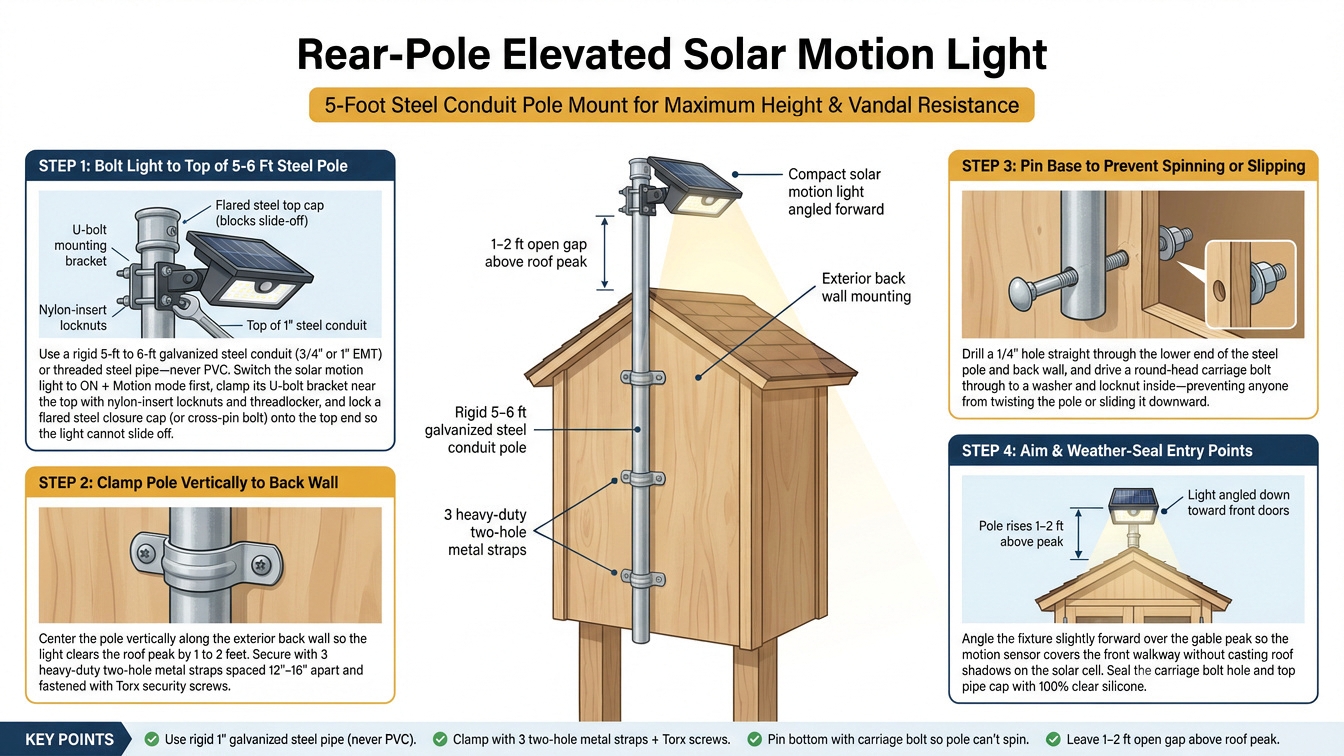 Rear-Pole Elevated Solar Motion Light
5-Foot Steel Conduit Pole Mount for Maximum Height & Vandal Resistance
STEP 1: Bolt Light to Top of 5-6 Ft Steel Pole
Flared steel top cap
(blocks slide-off)
U-bolt
mounting
bracket
Nylon-insert
locknuts
Top of 1" steel conduit
Use a rigid 5-ft to 6-ft galvanized steel conduit (3/4" or 1" EMT)
or threaded steel pipe—never PVC. Switch the solar motion
light to ON + Motion mode first, clamp its U-bolt bracket near
the top with nylon-insert locknuts and threadlocker, and lock a
flared steel closure cap (or cross-pin bolt) onto the top end so
the light cannot slide off.
STEP 2: Clamp Pole Vertically to Back Wall
Center the pole vertically along the exterior back wall so the
light clears the roof peak by 1 to 2 feet. Secure with 3
heavy-duty two-hole metal straps spaced 12"–16" apart and
fastened with Torx security screws.
Compact solar
motion light
angled forward
1–2 ft open gap
above roof peak
Exterior back
wall mounting
Rigid 5–6 ft
galvanized steel
conduit pole
3 heavy-duty
two-hole
metal straps
STEP 3: Pin Base to Prevent Spinning or Slipping
Drill a 1/4" hole straight through the lower end of the steel
pole and back wall, and drive a round-head carriage bolt
through to a washer and locknut inside—preventing anyone
from twisting the pole or sliding it downward.
STEP 4: Aim & Weather-Seal Entry Points
Light angled down
toward front doors
Pole rises 1–2 ft
above peak
Angle the fixture slightly forward over the gable peak so the
motion sensor covers the front walkway without casting roof
shadows on the solar cell. Seal the carriage bolt hole and top
pipe cap with 100% clear silicone.
KEY POINTS
Use rigid 1" galvanized steel pipe (never PVC).
Clamp with 3 two-hole metal straps + Torx screws.
Pin bottom with carriage bolt so pole can't spin.
Leave 1–2 ft open gap above roof peak.